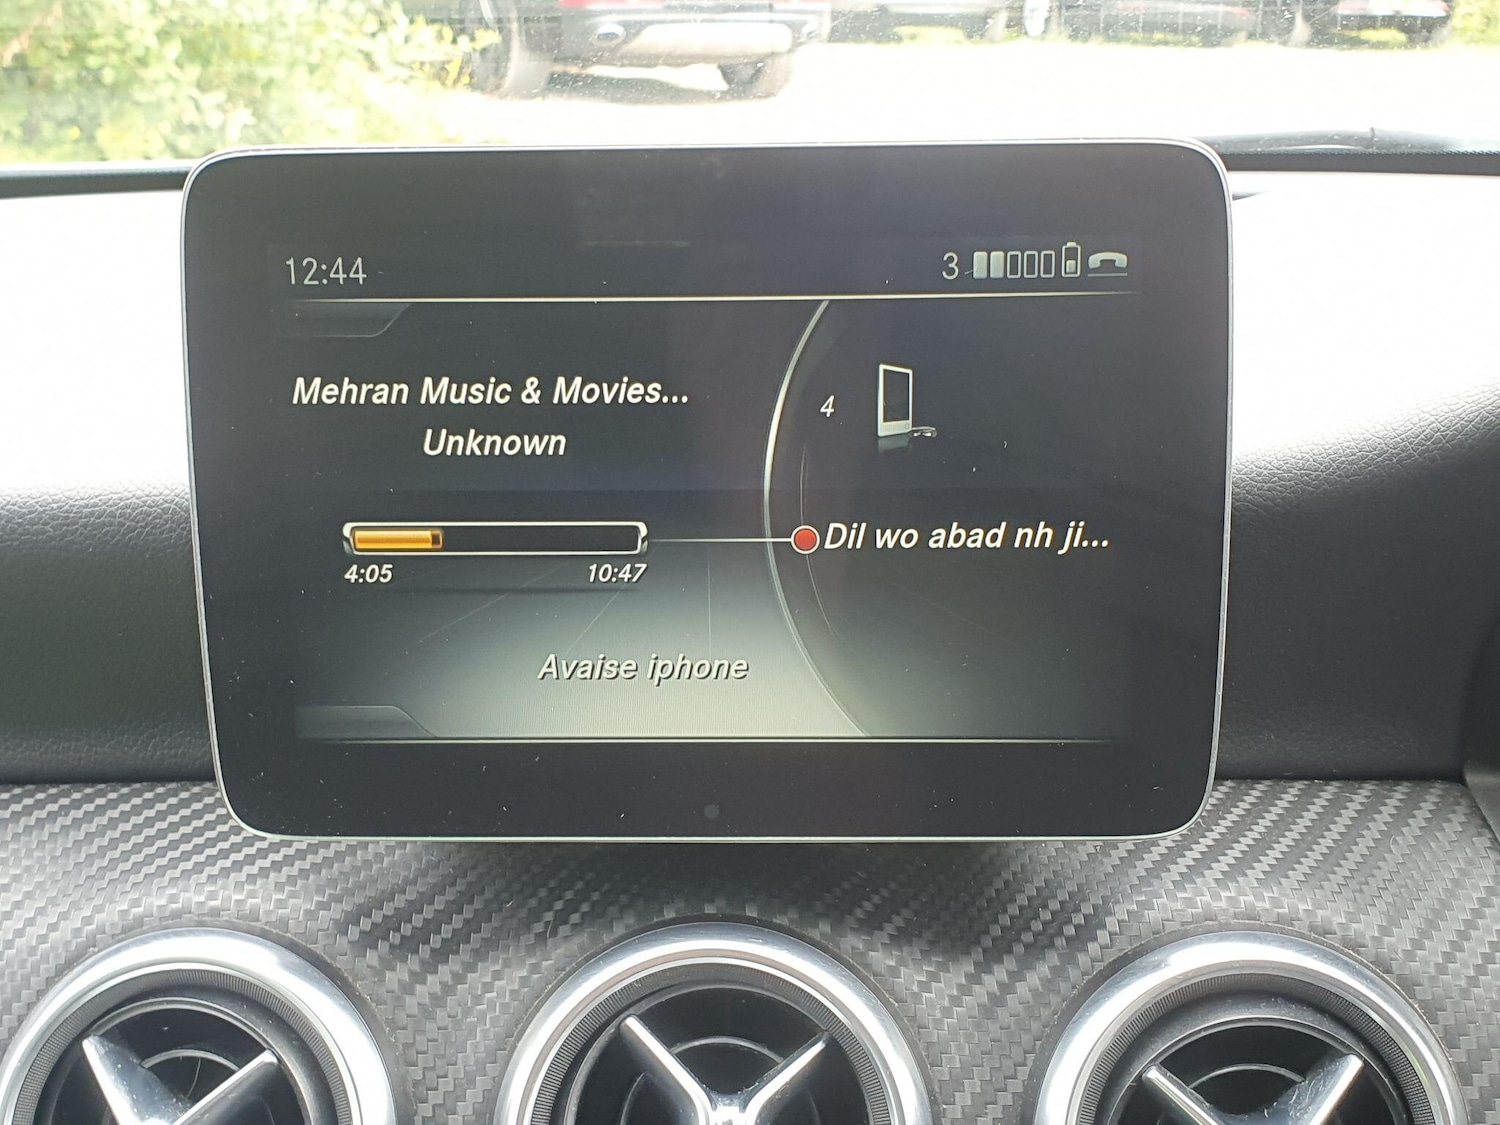 12:44
3
Mehran Music & Movies...
4
Unknown
Dil wo abad nh ji...
4:05 10:47
Avaise iphone